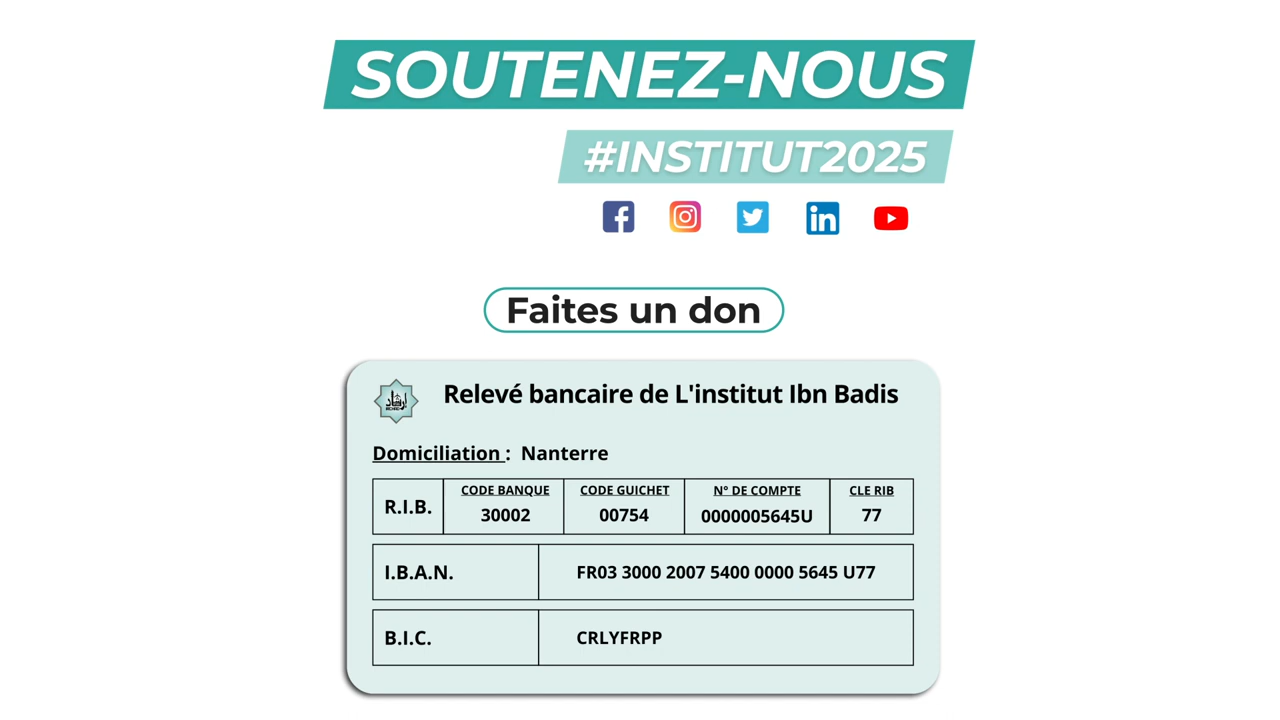 SOUTENEZ-NOUS
#INSTITUT2025
Faites un don
Relevé bancaire de L'institut Ibn Badis
Domiciliation : Nanterre
R.I.B.
CODE BANQUE
30002
CODE GUICHET
00754
N° DE COMPTE
0000005645U
CLE RIB
77
I.B.A.N.
FR03 3000 2007 5400 0000 5645 U77
B.I.C.
CRLYFRPP